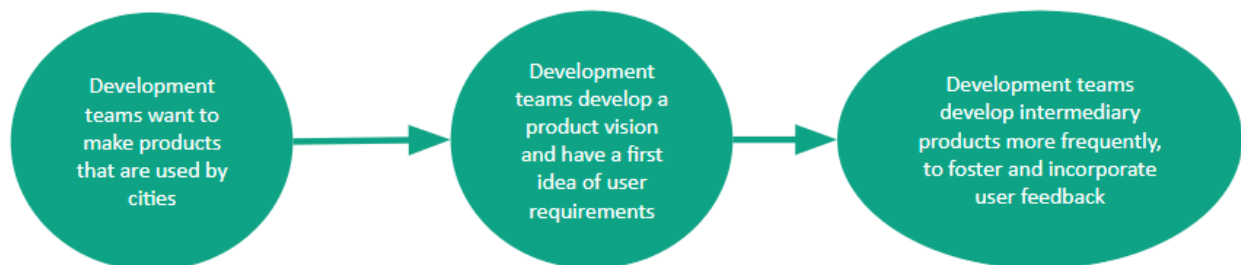 Development
teams want to
make products
that are used by
cities
Development
teams develop a
product vision
and have a first
idea of user
requirements
Development teams
develop intermediary
products more frequently,
to foster and incorporate
user feedback